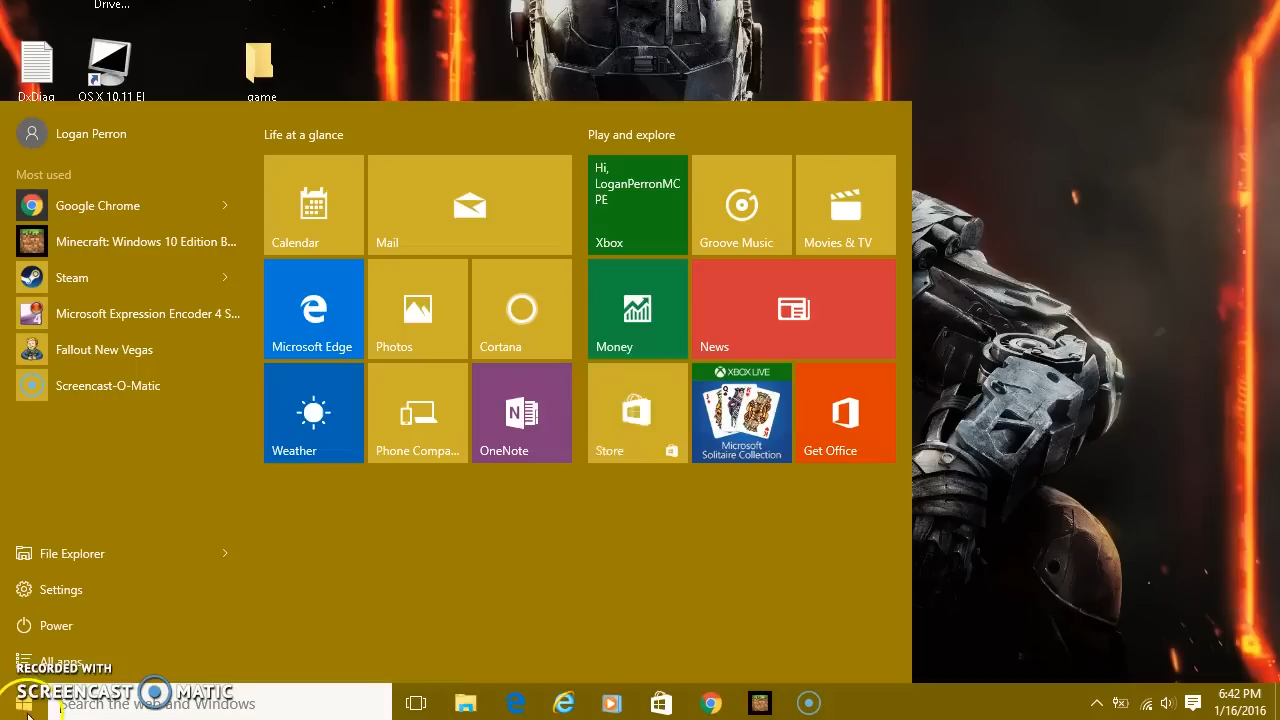 Drive...
DxDiag
OS X 10.11 El
game
Logan Perron
Most used
Google Chrome
Minecraft: Windows 10 Edition B...
Steam
4
Microsoft Expression Encoder 4 S...
Fallout New Vegas
Screencast-O-Matic
File Explorer
Settings
Power
All apps
Life at a glance
Calendar
Mail
Microsoft Edge
Photos
Cortana
Weather
Phone Compa...
N
OneNote
Play and explore
Hi,
LoganPerronMC
PE
Xbox
Groove Music
Movies & TV
Money
News
Store
XBOX LIVE
Microsoft
Solitaire Collection
Get Office
RECORDED WITH
SCREENCAST MATIC
Search the web and Windows
6:42 PM
1/16/2016